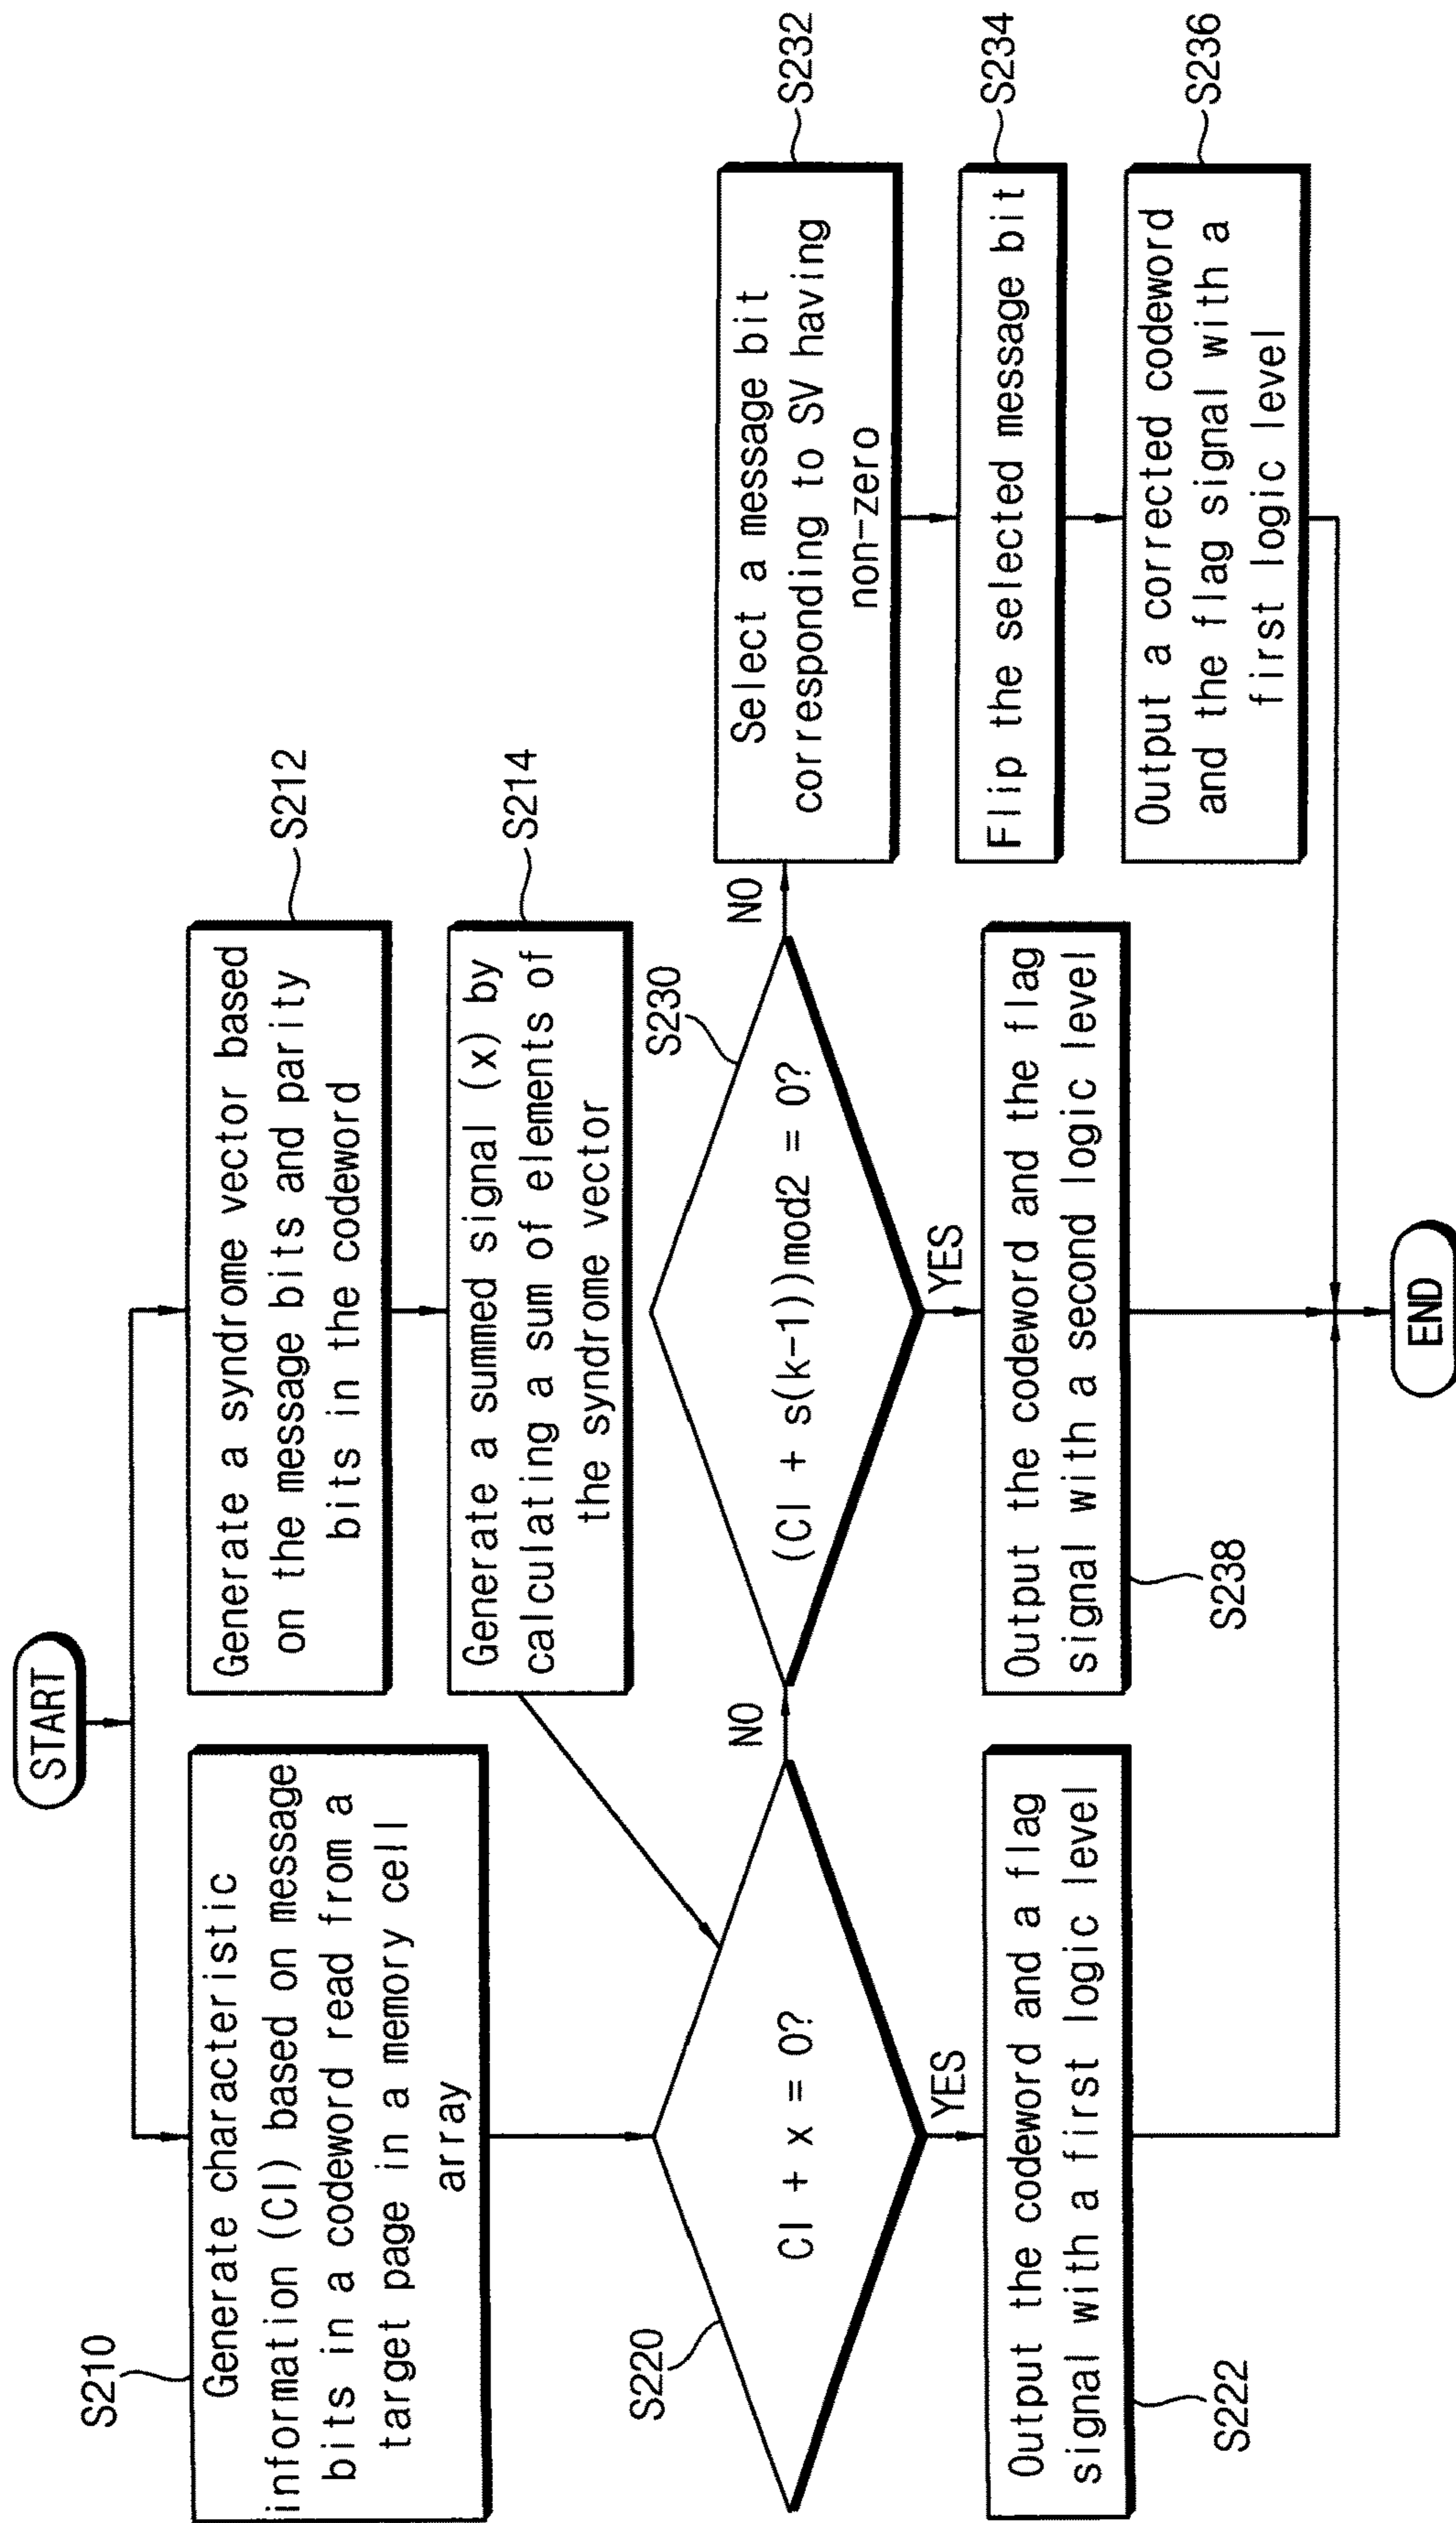 START
S210
Generate characteristic
information (CI) based on message
bits in a codeword read from a
target page in a memory cell
array
Generate a syndrome vector based
on the message bits and parity
bits in the codeword
S212
Generate a summed signal (x) by
calculating a sum of elements of
the syndrome vector
S214
S220
CI + x = 0?
NO
YES
S230
(CI + s(k-1))mod2 = 0?
NO
YES
Select a message bit
corresponding to SV having
non-zero
S232
Flip the selected message bit
S234
Output a corrected codeword
and the flag signal with a
first logic level
S236
Output the codeword and a flag
signal with a first logic level
S222
Output the codeword and the flag
signal with a second logic level
S238
END